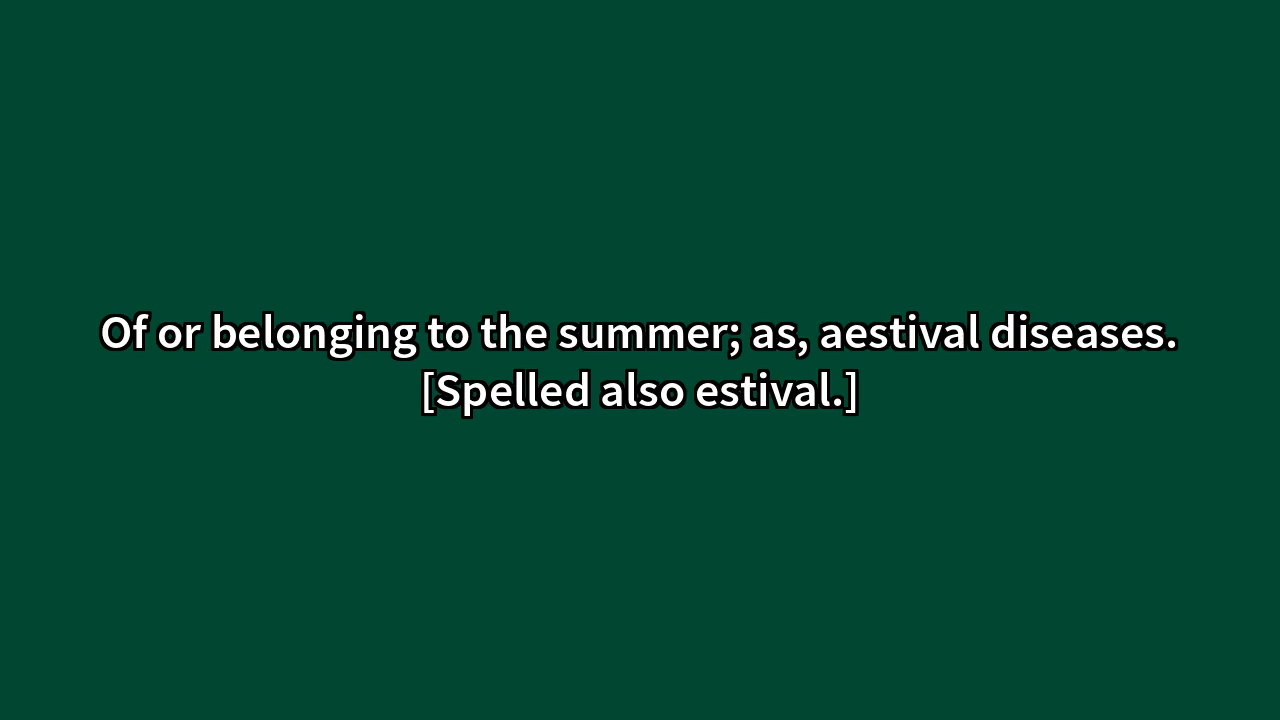 Of or belonging to the summer; as, aestival diseases.
[Spelled also estival.]